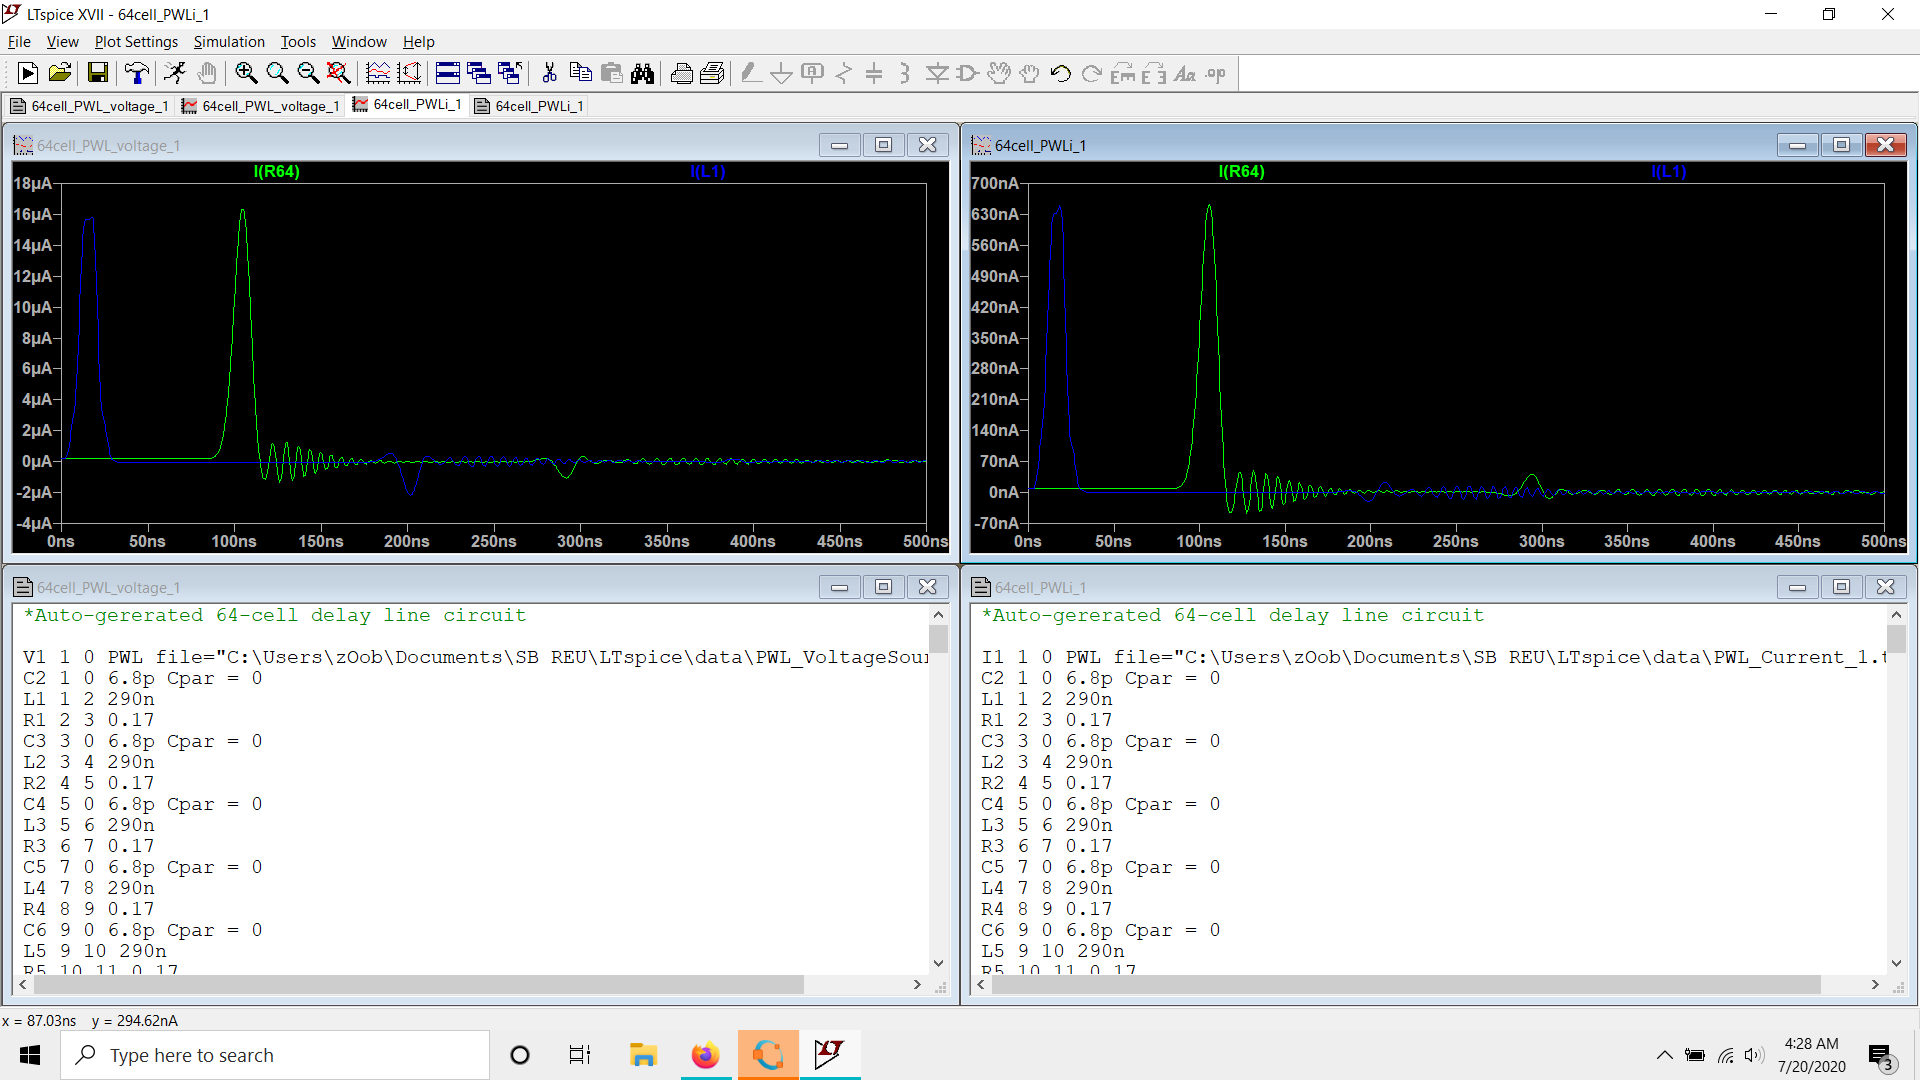 LTspice XVII - 64cell_PWLi_1
File View Plot Settings Simulation Tools Window Help
64cell_PWL_voltage_1 64cell_PWL_voltage_1 64cell_PWLi_1 64cell_PWLi_1
64cell_PWL_voltage_1
I(R64) I(L1)
18µA
16µA
14µA
12µA
10µA
8µA
6µA
4µA
2µA
0µA
-2µA
-4µA
0ns 50ns 100ns 150ns 200ns 250ns 300ns 350ns 400ns 450ns 500ns
64cell_PWLi_1
I(R64) I(L1)
700nA
630nA
560nA
490nA
420nA
350nA
280nA
210nA
140nA
70nA
0nA
-70nA
0ns 50ns 100ns 150ns 200ns 250ns 300ns 350ns 400ns 450ns 500ns
64cell_PWL_voltage_1
*Auto-gererated 64-cell delay line circuit
V1 1 0 PWL file="C:\Users\zOob\Documents\SB REU\LTspice\data\PWL_VoltageSour
C2 1 0 6.8p Cpar = 0
L1 1 2 290n
R1 2 3 0.17
C3 3 0 6.8p Cpar = 0
L2 3 4 290n
R2 4 5 0.17
C4 5 0 6.8p Cpar = 0
L3 5 6 290n
R3 6 7 0.17
C5 7 0 6.8p Cpar = 0
L4 7 8 290n
R4 8 9 0.17
C6 9 0 6.8p Cpar = 0
L5 9 10 290n
R5 10 11 0.17
64cell_PWLi_1
*Auto-gererated 64-cell delay line circuit
I1 1 0 PWL file="C:\Users\zOob\Documents\SB REU\LTspice\data\PWL_Current_1.t
C2 1 0 6.8p Cpar = 0
L1 1 2 290n
R1 2 3 0.17
C3 3 0 6.8p Cpar = 0
L2 3 4 290n
R2 4 5 0.17
C4 5 0 6.8p Cpar = 0
L3 5 6 290n
R3 6 7 0.17
C5 7 0 6.8p Cpar = 0
L4 7 8 290n
R4 8 9 0.17
C6 9 0 6.8p Cpar = 0
L5 9 10 290n
R5 10 11 0.17
x = 87.03ns y = 294.62nA
Type here to search
4:28 AM
7/20/2020
3